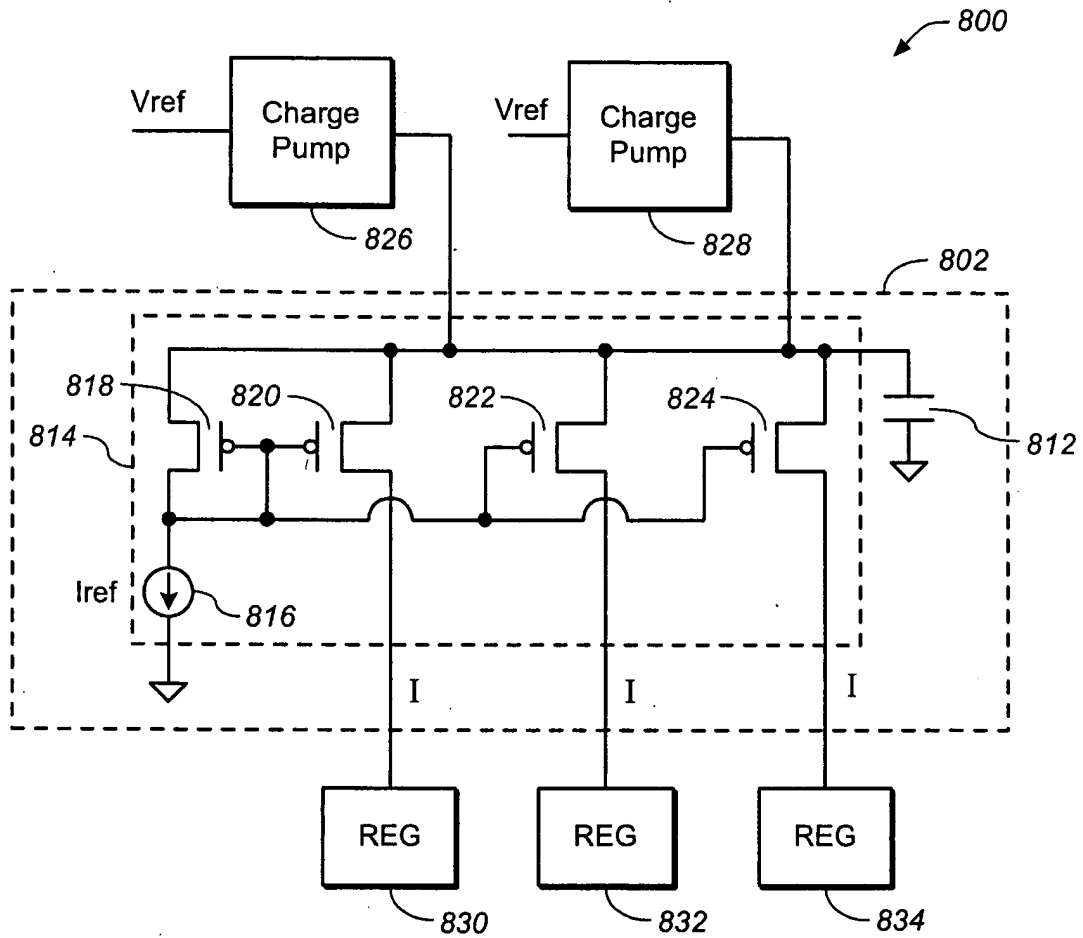 800
Vref
Charge
Pump
826
Vref
Charge
Pump
828
802
818
820
822
824
814
812
Iref
816
I
I
I
REG
REG
REG
830
832
834